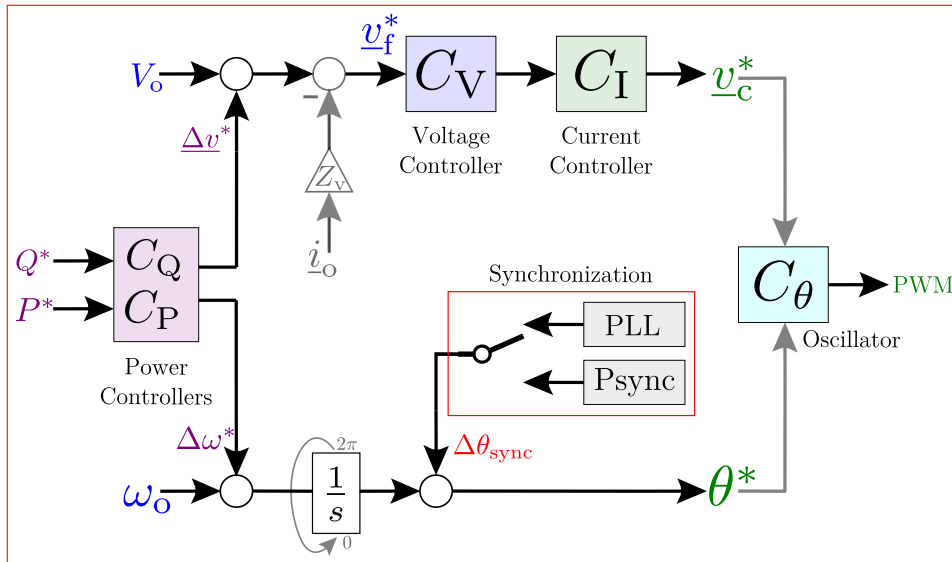 V_o
v_f^*
C_V
C_I
v_c^*
-
Voltage
Controller
Current
Controller
Δv^*
Z_v
i_o
Q^*
P^*
C_Q
C_P
Power
Controllers
Synchronization
PLL
Psync
C_θ
PWM
Oscillator
Δω^*
2π
Δθ_sync
ω_o
1
s
0
θ^*